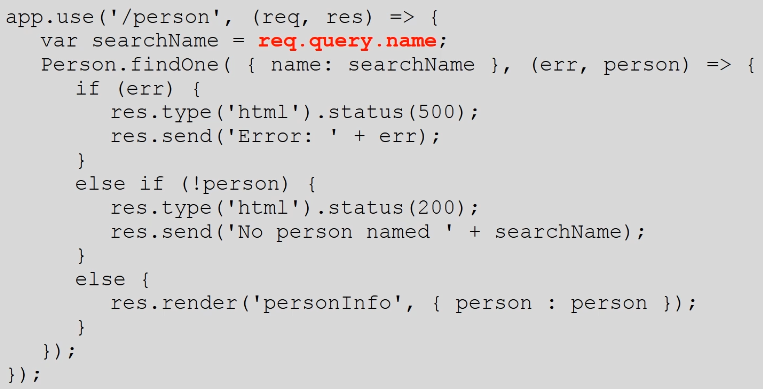 app.use('/person', (req, res) => {
   var searchName = req.query.name;
   Person.findOne( { name: searchName }, (err, person) => {
      if (err) {
         res.type('html').status(500);
         res.send('Error: ' + err);
      }
      else if (!person) {
         res.type('html').status(200);
         res.send('No person named ' + searchName);
      }
      else {
         res.render('personInfo', { person : person });
      }
   });
});